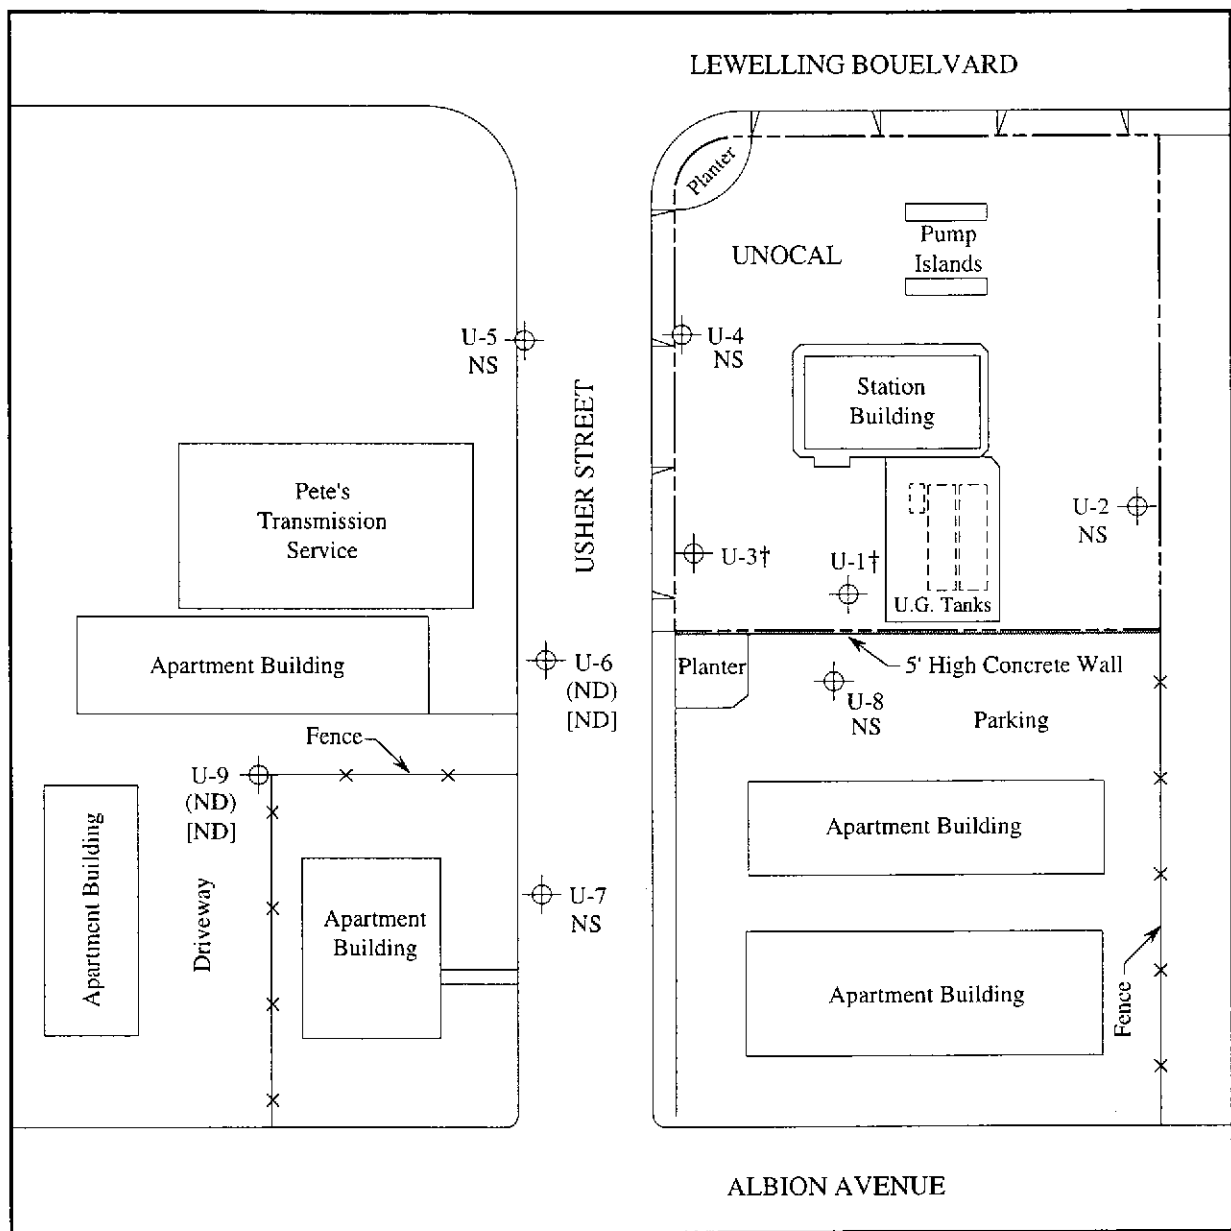 LEWELLING BOUELVARD
Planter
UNOCAL
Pump
Islands
U-5
NS
U-4
NS
Station
Building
USHER STREET
Pete's
Transmission
Service
U-2
NS
U-3†
U-1†
U.G. Tanks
Apartment Building
U-6
(ND)
[ND]
Planter
5' High Concrete Wall
U-8
NS
Parking
Fence
U-9
(ND)
[ND]
Apartment Building
Apartment Building
Driveway
Apartment
Building
U-7
NS
Apartment Building
Fence
ALBION AVENUE